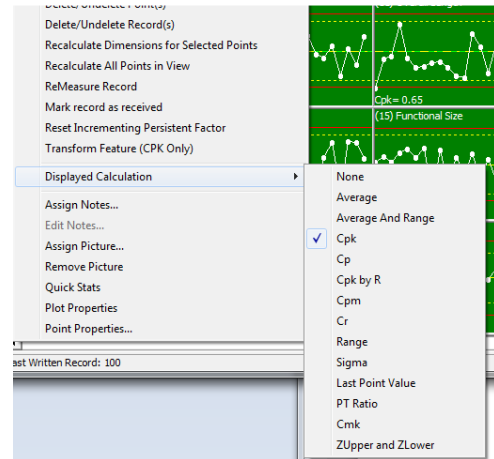 Delete/Undelete Point(s)
Delete/Undelete Record(s)
Recalculate Dimensions for Selected Points
Recalculate All Points in View
ReMeasure Record
Mark record as received
Reset Incrementing Persistent Factor
Transform Feature (CPK Only)
Displayed Calculation
Assign Notes...
Edit Notes...
Assign Picture...
Remove Picture
Quick Stats
Plot Properties
Point Properties...
ast Written Record: 100
Cpk= 0.65
(15) Functional Size
None
Average
Average And Range
Cpk
Cp
Cpk by R
Cpm
Cr
Range
Sigma
Last Point Value
PT Ratio
Cmk
ZUpper and ZLower